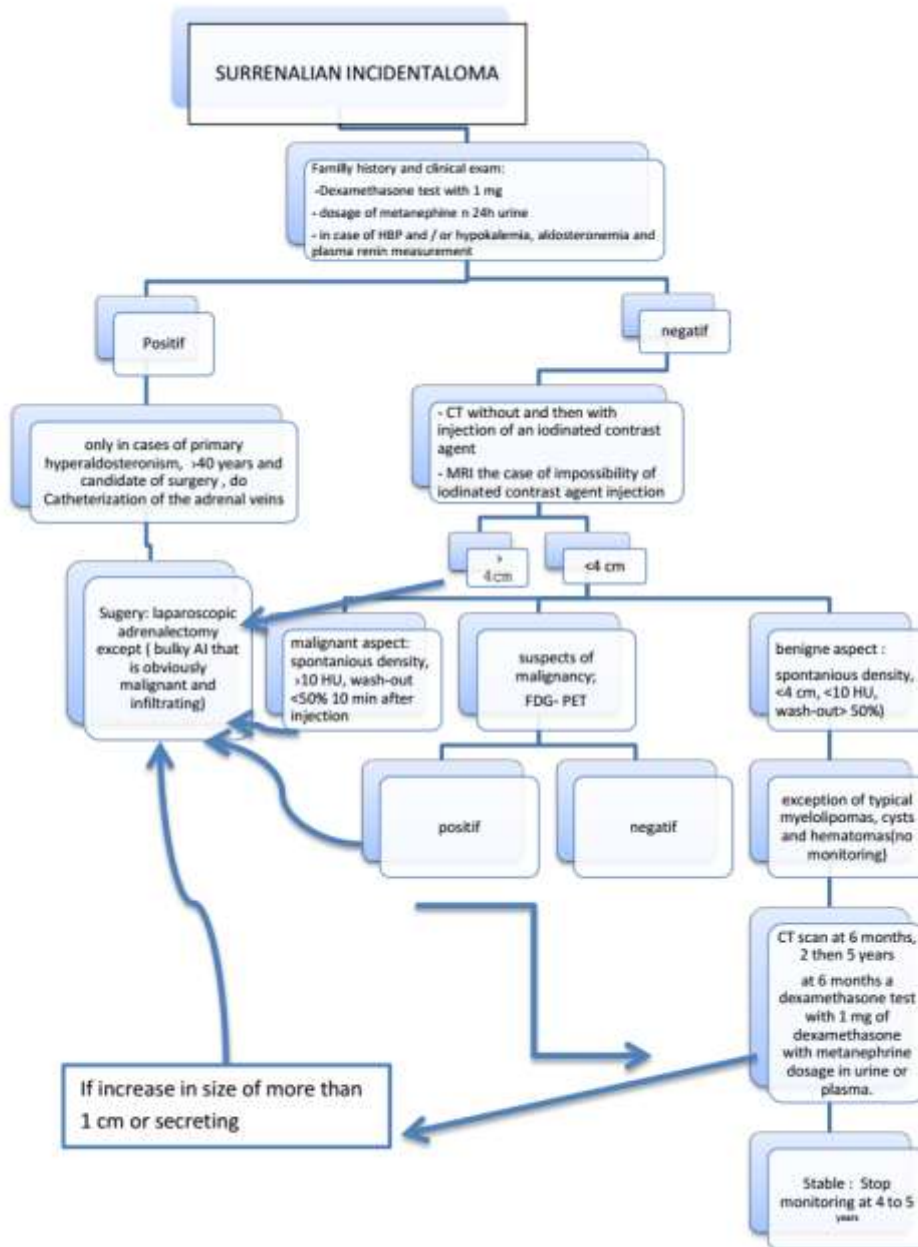 SURRENALIAN INCIDENTALOMA
Familly history and clinical exam:
-Dexamethasone test with 1 mg
- dosage of metanephine n 24h urine
- in case of HBP and / or hypokalemia, aldosteronemia and
plasma renin measurement
Positif
negatif
only in cases of primary
hyperaldosteronism, ›40 years and
candidate of surgery , do
Catheterization of the adrenal veins
- CT without and then with
injection of an iodinated contrast
agent
- MRI the case of impossibility of
iodinated contrast agent injection
›
4cm
<4 cm
Sugery: laparoscopic
adrenalectomy
except ( bulky AI that
is obviously
malignant and
infiltrating)
malignant aspect:
spontanious density,
›10 HU, wash-out
<50% 10 min after
injection
suspects of
malignancy;
FDG- PET
benigne aspect :
spontanious density,
<4 cm, <10 HU,
wash-out> 50%)
positif
negatif
exception of typical
myelolipomas, cysts
and hematomas(no
monitoring)
CT scan at 6 months,
2 then 5 years
at 6 months a
dexamethasone test
with 1 mg of
dexamethasone
with metanephrine
dosage in urine or
plasma.
If increase in size of more than
1 cm or secreting
Stable : Stop
monitoring at 4 to 5
years